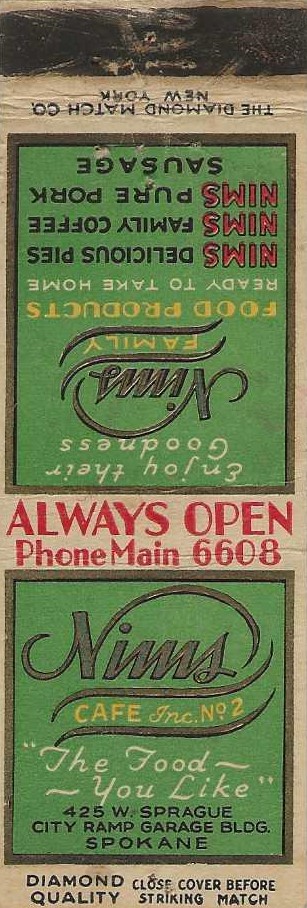 THE DIAMOND MATCH CO.
NEW YORK
Enjoy their
Goodness
Nims
FAMILY
FOOD PRODUCTS
READY TO TAKE HOME
NIMS DELICIOUS PIES
NIMS FAMILY COFFEE
NIMS PURE PORK
SAUSAGE
ALWAYS OPEN
Phone Main 6608
Nims
CAFE Inc. No 2
"The Food~
~You Like"
425 W. SPRAGUE
CITY RAMP GARAGE BLDG.
SPOKANE
DIAMOND CLOSE COVER BEFORE
QUALITY STRIKING MATCH